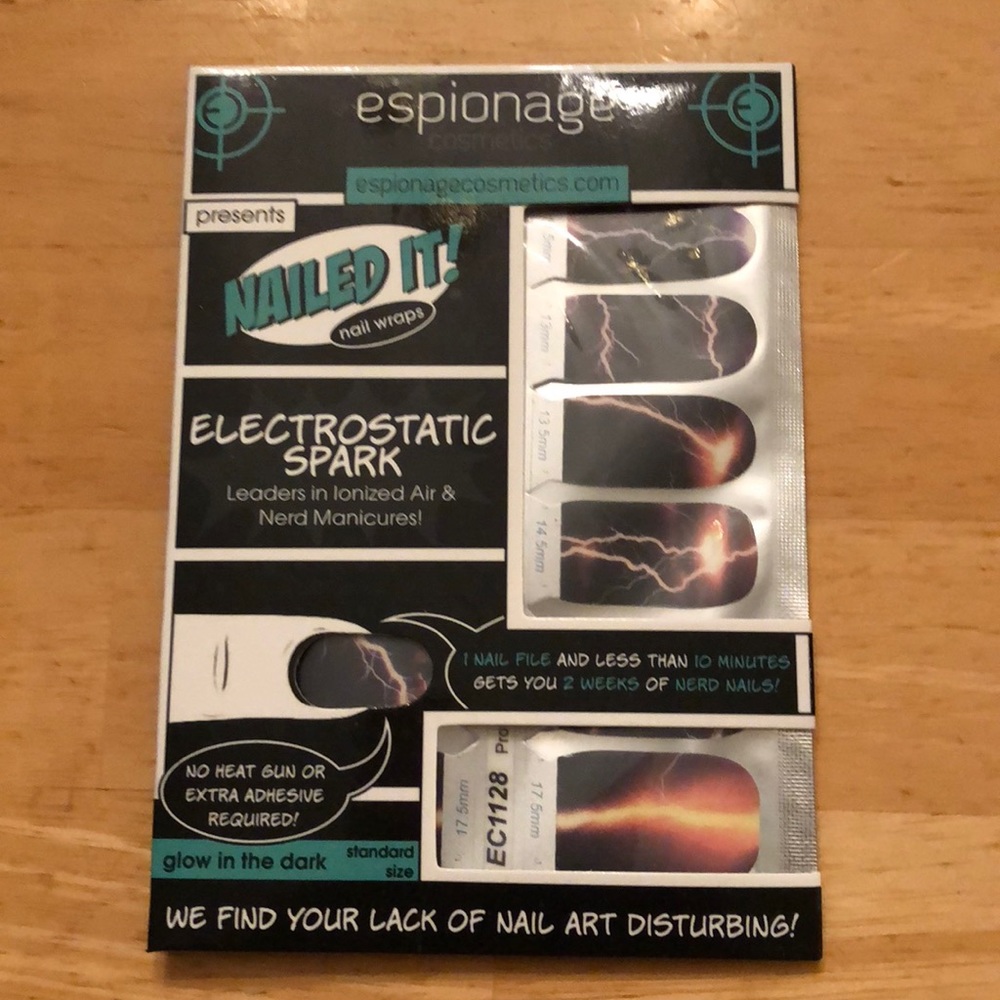 espionage
cosmetics
espionagecosmetics.com
presents
NAILED IT!
nail wraps
ELECTROSTATIC
SPARK
Leaders in Ionized Air &
Nerd Manicures!
13mm
13.5mm
14.5mm
1 NAIL FILE AND LESS THAN 10 MINUTES
GETS YOU 2 WEEKS OF NERD NAILS!
NO HEAT GUN OR
EXTRA ADHESIVE
REQUIRED!
17.5mm
EC1128 Pro
17.5mm
glow in the dark
standard
size
WE FIND YOUR LACK OF NAIL ART DISTURBING!